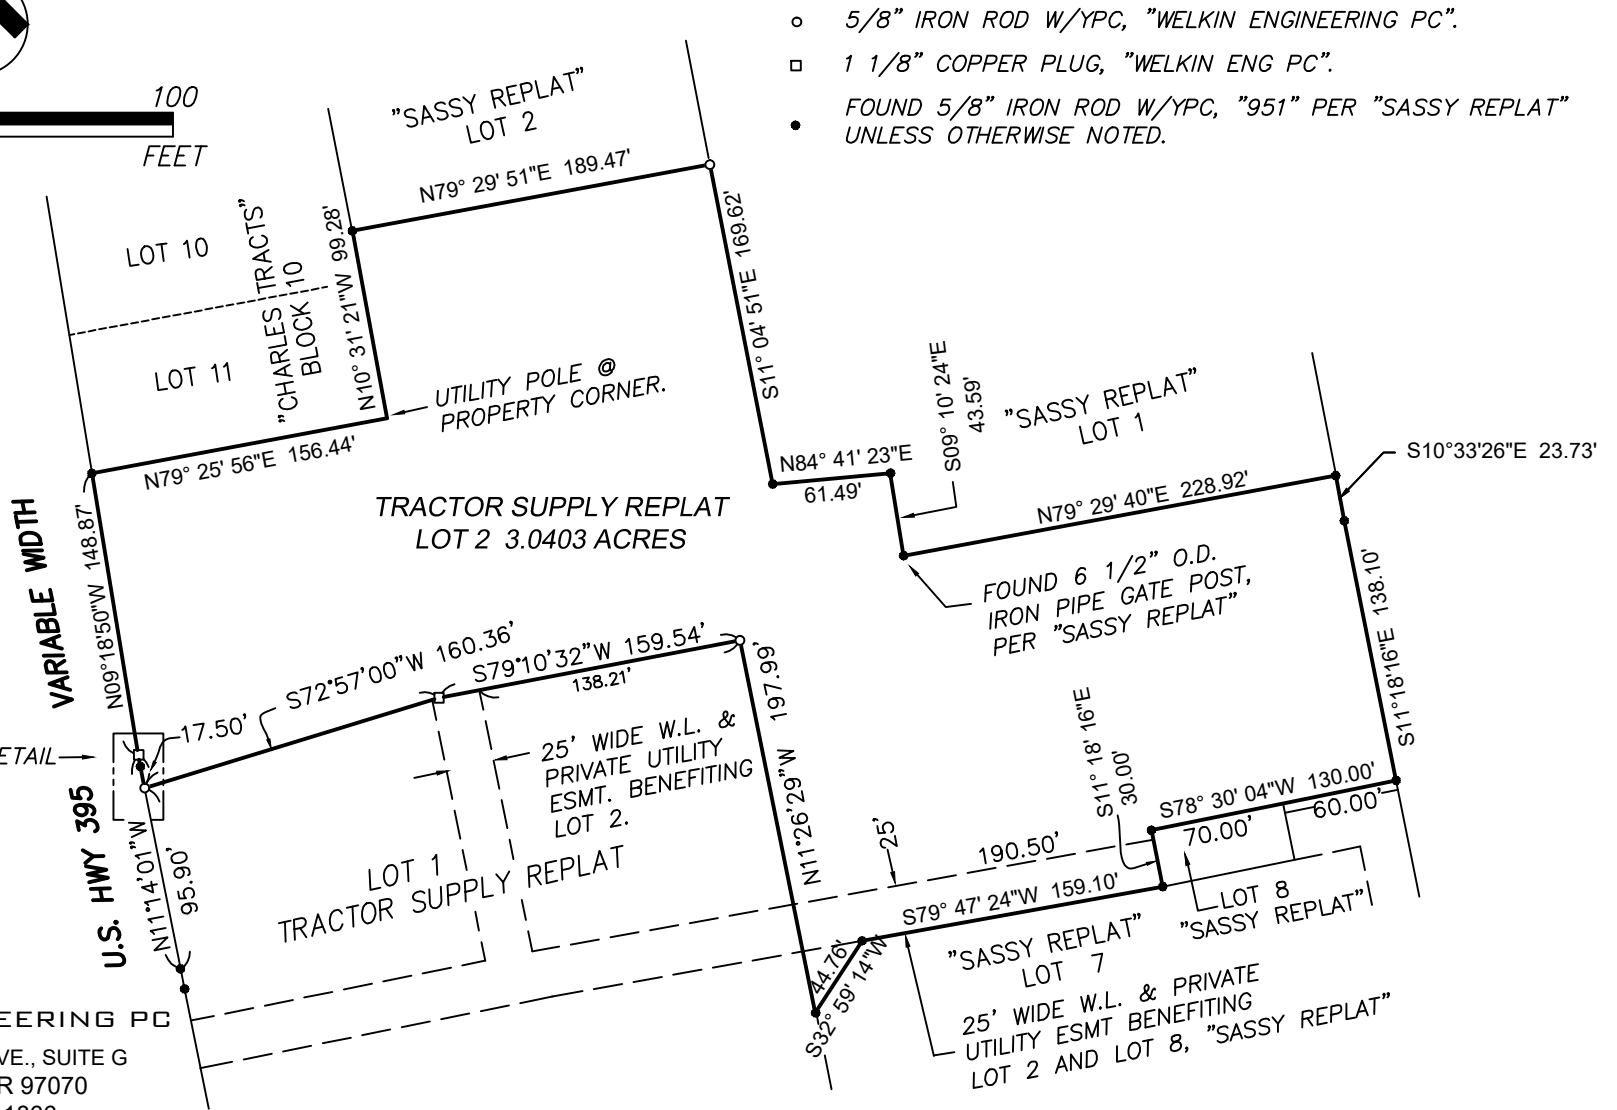 5/8" IRON ROD W/YPC, "WELKIN ENGINEERING PC".
1 1/8" COPPER PLUG, "WELKIN ENG PC".
FOUND 5/8" IRON ROD W/YPC, "951" PER "SASSY REPLAT"
UNLESS OTHERWISE NOTED.
100
FEET
"SASSY REPLAT"
LOT 2
N79° 29' 51"E 189.47'
LOT 10
"CHARLES TRACTS"
BLOCK 10
LOT 11
N10° 31' 21"W 99.28'
S11° 04' 51"E 169.62'
UTILITY POLE @
PROPERTY CORNER.
N79° 25' 56"E 156.44'
TRACTOR SUPPLY REPLAT
LOT 2 3.0403 ACRES
N84° 41' 23"E
61.49'
S09° 10' 24"E
43.59'
"SASSY REPLAT"
LOT 1
S10°33'26"E 23.73'
N79° 29' 40"E 228.92'
FOUND 6 1/2" O.D.
IRON PIPE GATE POST,
PER "SASSY REPLAT"
S11°18'16"E 138.10'
VARIABLE WIDTH
N09°18'50"W 148.87'
S72°57'00"W 160.36'
S79°10'32"W 159.54'
138.21'
17.50'
ETAIL
U.S. HWY 395
N11°14'01"W
95.90'
25' WIDE W.L. &
PRIVATE UTILITY
ESMT. BENEFITING
LOT 2.
LOT 1
TRACTOR SUPPLY REPLAT
N11°26'29"W 197.99'
25'
190.50'
S11° 18' 16"E
30.00'
S78° 30' 04"W 130.00'
70.00'
60.00'
S79° 47' 24"W 159.10'
LOT 8
"SASSY REPLAT"
"SASSY REPLAT"
LOT 7
44.76'
S32° 59' 14"W
25' WIDE W.L. & PRIVATE
UTILITY ESMT BENEFITING
LOT 2 AND LOT 8, "SASSY REPLAT"
EERING PC
VE., SUITE G
R 97070